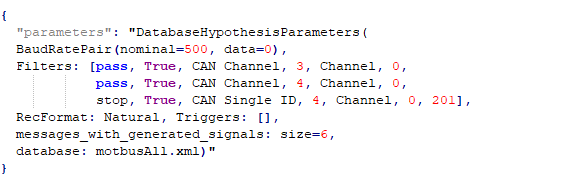 {
"parameters": "DatabaseHypothesisParameters(
BaudRatePair(nominal=500, data=0),
Filters: [pass, True, CAN Channel, 3, Channel, 0,
pass, True, CAN Channel, 4, Channel, 0,
stop, True, CAN Single ID, 4, Channel, 0, 201],
RecFormat: Natural, Triggers: [],
messages_with_generated_signals: size=6,
database: motbusAll.xml)"
}